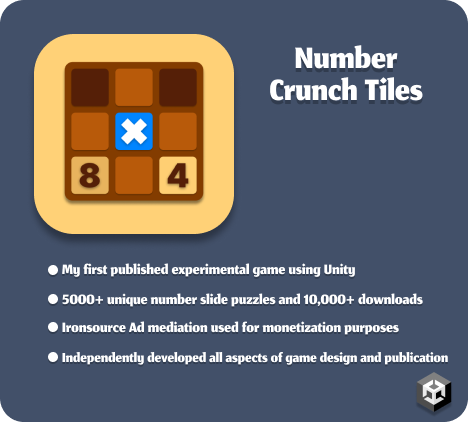 Number
Crunch Tiles
8 4
My first published experimental game using Unity
5000+ unique number slide puzzles and 10,000+ downloads
Ironsource Ad mediation used for monetization purposes
Independently developed all aspects of game design and publication